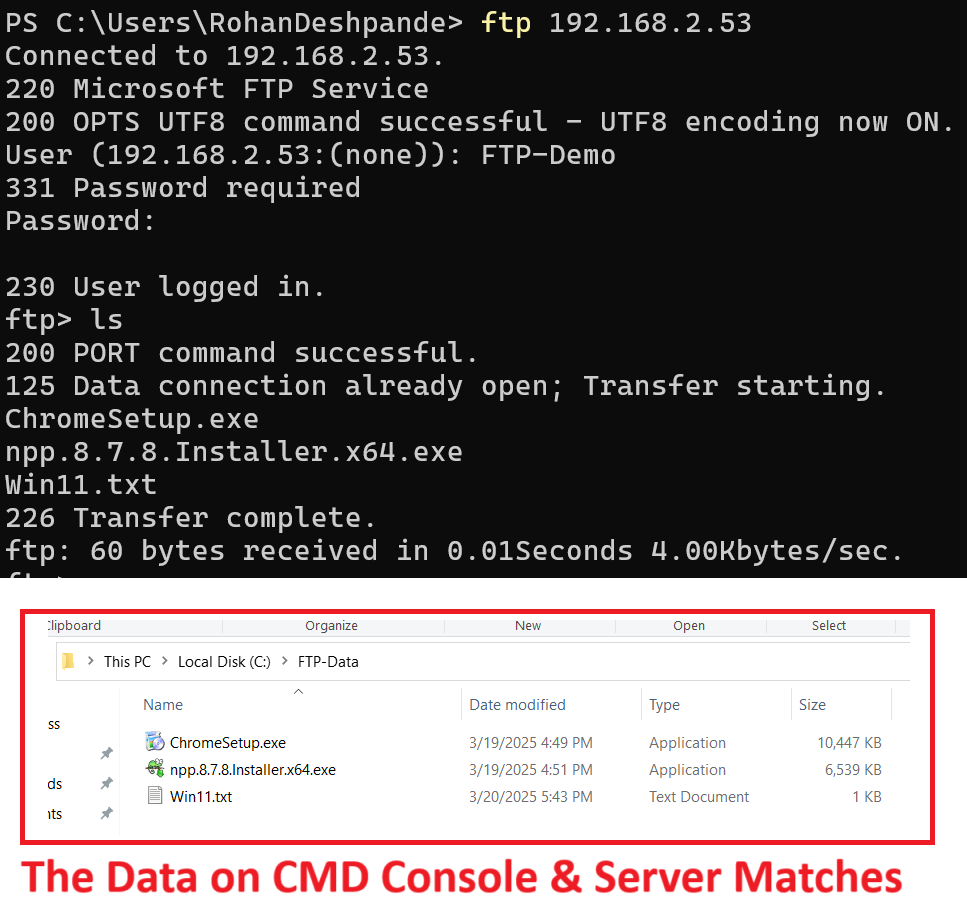 PS C:\Users\RohanDeshpande> ftp 192.168.2.53
Connected to 192.168.2.53.
220 Microsoft FTP Service
200 OPTS UTF8 command successful - UTF8 encoding now ON.
User (192.168.2.53:(none)): FTP-Demo
331 Password required
Password:
230 User logged in.
ftp> ls
200 PORT command successful.
125 Data connection already open; Transfer starting.
ChromeSetup.exe
npp.8.7.8.Installer.x64.exe
Win11.txt
226 Transfer complete.
ftp: 60 bytes received in 0.01Seconds 4.00Kbytes/sec.
Clipboard Organize New Open Select
This PC > Local Disk (C:) > FTP-Data
Name Date modified Type Size
ss
ChromeSetup.exe 3/19/2025 4:49 PM Application 10,447 KB
npp.8.7.8.Installer.x64.exe 3/19/2025 4:51 PM Application 6,539 KB
ds
Win11.txt 3/20/2025 5:43 PM Text Document 1 KB
nts
The Data on CMD Console & Server Matches